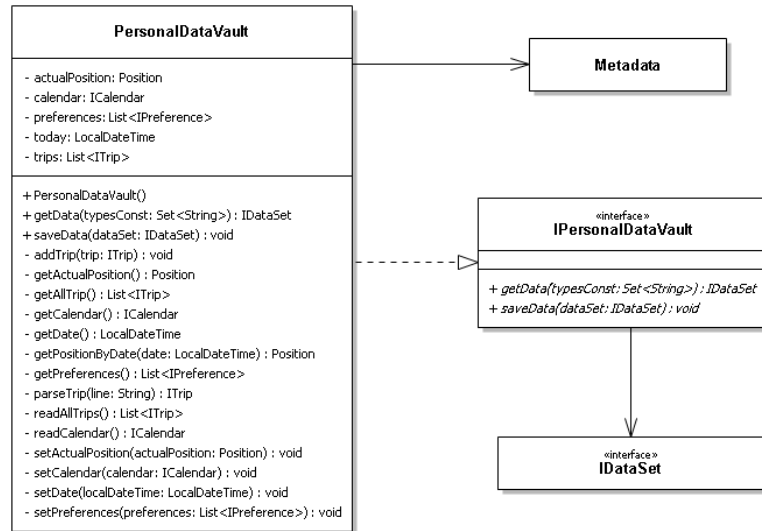 PersonalDataVault
- actualPosition: Position
- calendar: ICalendar
- preferences: List<IPreference>
- today: LocalDateTime
- trips: List<ITrip>
+ PersonalDataVault()
+ getData(typesConst: Set<String>) : IDataSet
+ saveData(dataSet: IDataSet) : void
- addTrip(trip: ITrip) : void
- getActualPosition() : Position
- getAllTrip() : List<ITrip>
- getCalendar() : ICalendar
- getDate() : LocalDateTime
- getPositionByDate(date: LocalDateTime) : Position
- getPreferences() : List<IPreference>
- parseTrip(line: String) : ITrip
- readAllTrips() : List<ITrip>
- readCalendar() : ICalendar
- setActualPosition(actualPosition: Position) : void
- setCalendar(calendar: ICalendar) : void
- setDate(localDateTime: LocalDateTime) : void
- setPreferences(preferences: List<IPreference>) : void
Metadata
«interface»
IPersonalDataVault
+ getData(typesConst: Set<String>) : IDataSet
+ saveData(dataSet: IDataSet) : void
«interface»
IDataSet